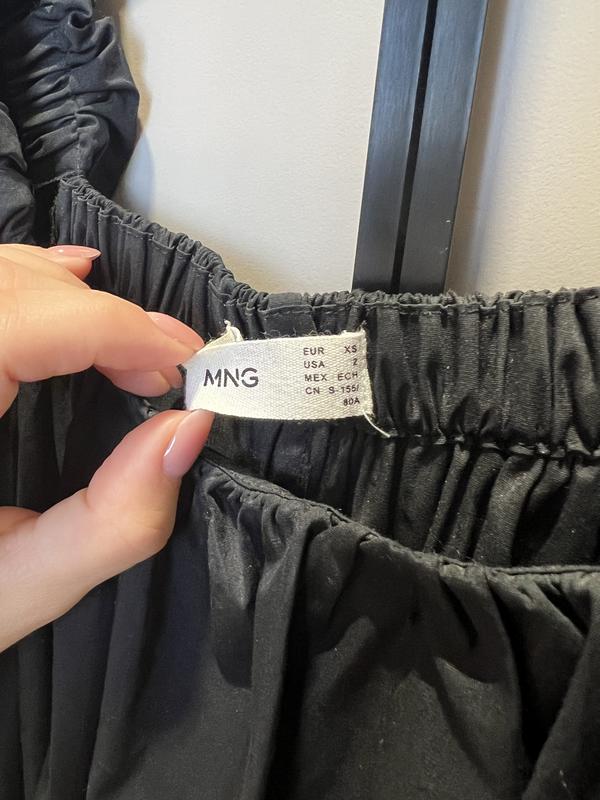 MNG
EUR XS
USA 2
MEX ECH
CN S-155/
80A